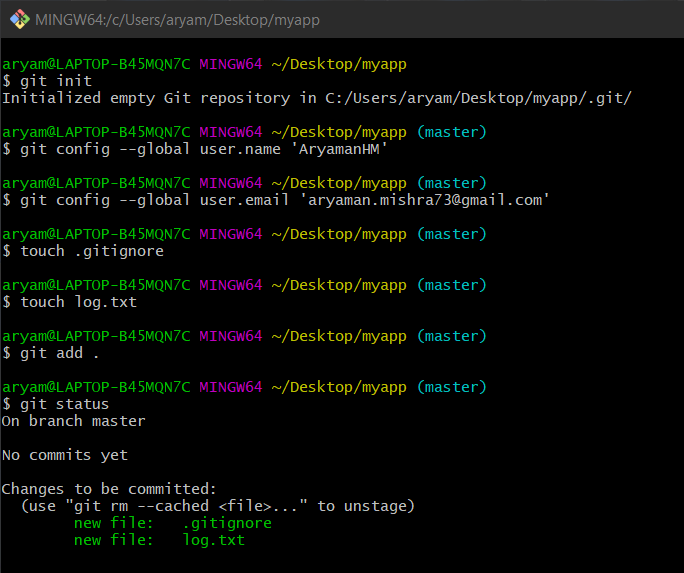 MINGW64:/c/Users/aryam/Desktop/myapp
aryam@LAPTOP-B45MQN7C MINGW64 ~/Desktop/myapp
$ git init
Initialized empty Git repository in C:/Users/aryam/Desktop/myapp/.git/
aryam@LAPTOP-B45MQN7C MINGW64 ~/Desktop/myapp (master)
$ git config --global user.name 'AryamanHM'
aryam@LAPTOP-B45MQN7C MINGW64 ~/Desktop/myapp (master)
$ git config --global user.email 'aryaman.mishra73@gmail.com'
aryam@LAPTOP-B45MQN7C MINGW64 ~/Desktop/myapp (master)
$ touch .gitignore
aryam@LAPTOP-B45MQN7C MINGW64 ~/Desktop/myapp (master)
$ touch log.txt
aryam@LAPTOP-B45MQN7C MINGW64 ~/Desktop/myapp (master)
$ git add .
aryam@LAPTOP-B45MQN7C MINGW64 ~/Desktop/myapp (master)
$ git status
On branch master
No commits yet
Changes to be committed:
  (use "git rm --cached <file>..." to unstage)
        new file:   .gitignore
        new file:   log.txt